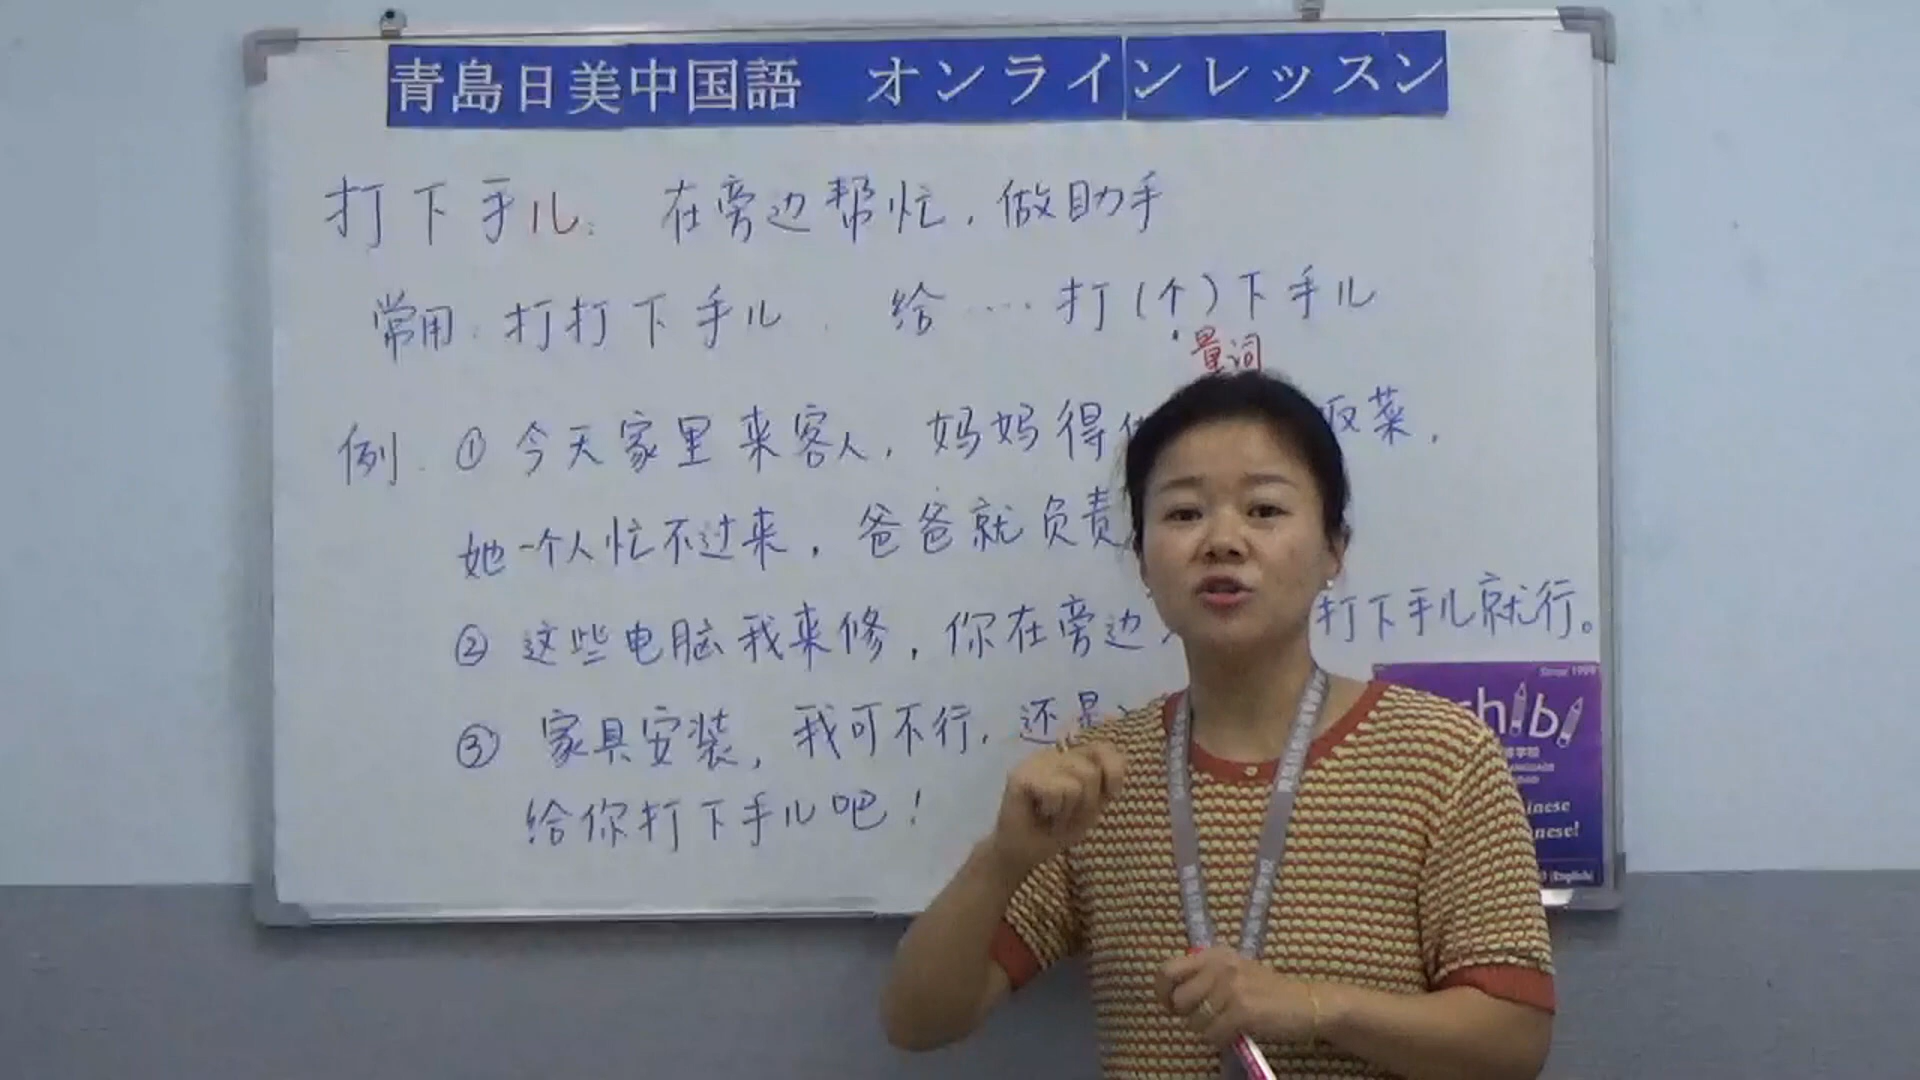 青島日美中国語 オンラインレッスン
打下手儿: 在旁边帮忙,做助手
常用: 打打下手儿 给……打(个)下手儿
量词
例: ① 今天家里来客人,妈妈得 饭菜,
她一个人忙不过来,爸爸就负责
② 这些电脑我来修,你在旁边 打下手儿就行。
③ 家具安装,我可不行,还是
给你打下手儿吧!
Since 1999